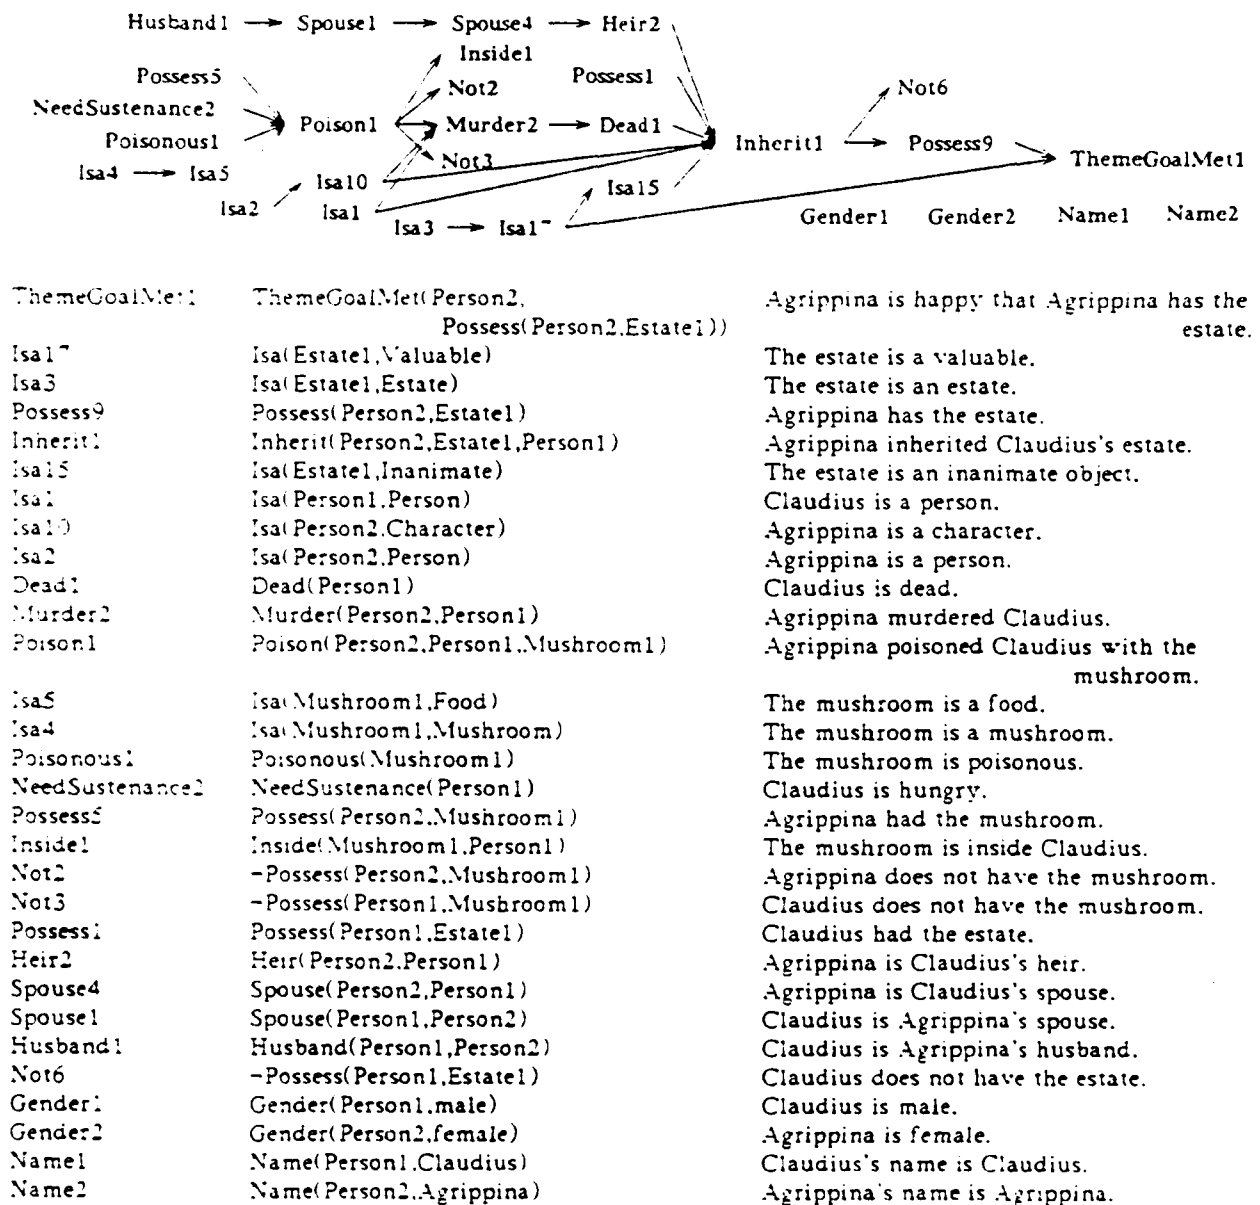 Husband1 Spouse1 Spouse4 Heir2
Inside1
Possess5 Possess1
Not2 Not6
NeedSustenance2
Poison1 Murder2 Dead1
Poisonous1 Inherit1 Possess9
Isa4 Isa5 Not3 ThemeGoalMet1
Isa10 Isa15
Isa2 Isa1
Gender1 Gender2 Name1 Name2
Isa3 Isa17
ThemeGoalMet1 ThemeGoalMet(Person2, Agrippina is happy that Agrippina has the
Possess(Person2,Estate1)) estate.
Isa17 Isa(Estate1,Valuable) The estate is a valuable.
Isa3 Isa(Estate1,Estate) The estate is an estate.
Possess9 Possess(Person2,Estate1) Agrippina has the estate.
Inherit1 Inherit(Person2,Estate1,Person1) Agrippina inherited Claudius's estate.
Isa15 Isa(Estate1,Inanimate) The estate is an inanimate object.
Isa1 Isa(Person1,Person) Claudius is a person.
Isa10 Isa(Person2,Character) Agrippina is a character.
Isa2 Isa(Person2,Person) Agrippina is a person.
Dead1 Dead(Person1) Claudius is dead.
Murder2 Murder(Person2,Person1) Agrippina murdered Claudius.
Poison1 Poison(Person2,Person1,Mushroom1) Agrippina poisoned Claudius with the
mushroom.
Isa5 Isa(Mushroom1,Food) The mushroom is a food.
Isa4 Isa(Mushroom1,Mushroom) The mushroom is a mushroom.
Poisonous1 Poisonous(Mushroom1) The mushroom is poisonous.
NeedSustenance2 NeedSustenance(Person1) Claudius is hungry.
Possess5 Possess(Person2,Mushroom1) Agrippina had the mushroom.
Inside1 Inside(Mushroom1,Person1) The mushroom is inside Claudius.
Not2 ¬Possess(Person2,Mushroom1) Agrippina does not have the mushroom.
Not3 ¬Possess(Person1,Mushroom1) Claudius does not have the mushroom.
Possess1 Possess(Person1,Estate1) Claudius had the estate.
Heir2 Heir(Person2,Person1) Agrippina is Claudius's heir.
Spouse4 Spouse(Person2,Person1) Agrippina is Claudius's spouse.
Spouse1 Spouse(Person1,Person2) Claudius is Agrippina's spouse.
Husband1 Husband(Person1,Person2) Claudius is Agrippina's husband.
Not6 ¬Possess(Person1,Estate1) Claudius does not have the estate.
Gender1 Gender(Person1,male) Claudius is male.
Gender2 Gender(Person2,female) Agrippina is female.
Name1 Name(Person1,Claudius) Claudius's name is Claudius.
Name2 Name(Person2,Agrippina) Agrippina's name is Agrippina.